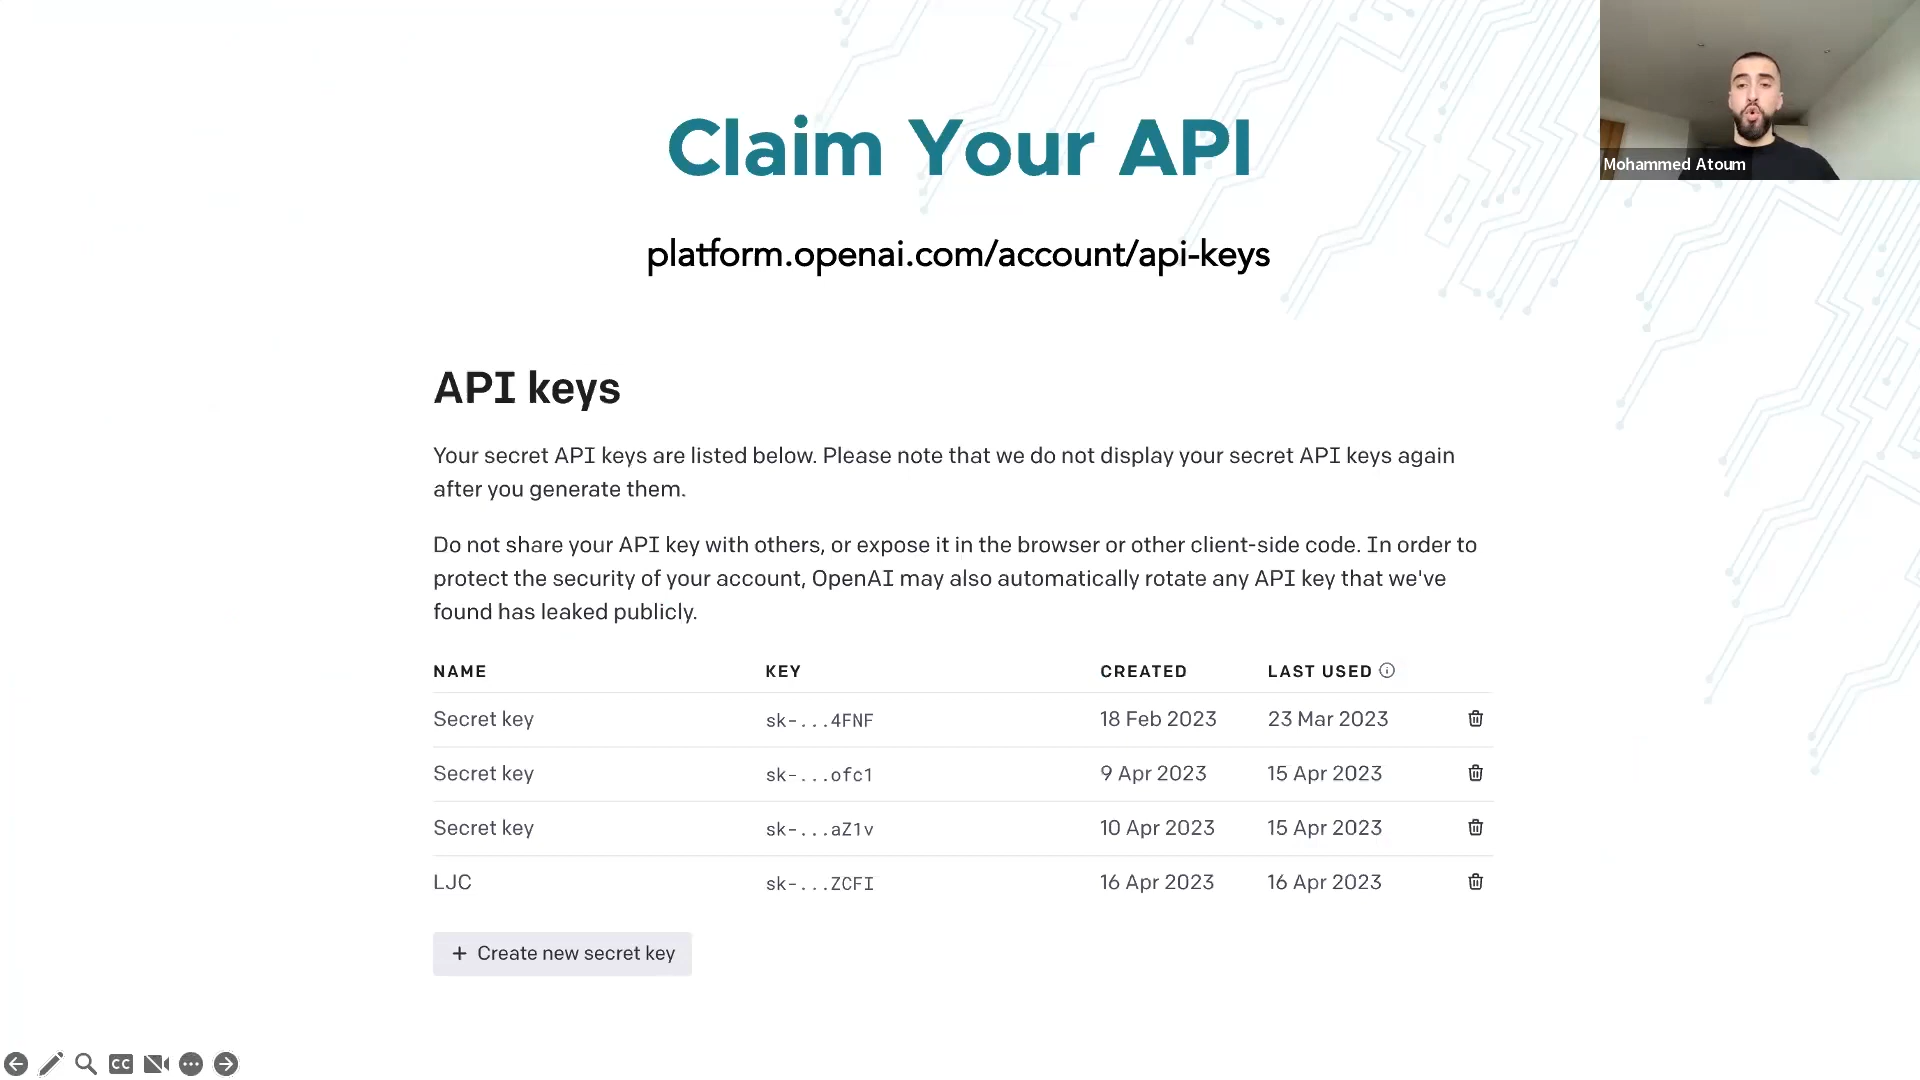 Claim Your API
Mohammed Atoum
platform.openai.com/account/api-keys
API keys
Your secret API keys are listed below. Please note that we do not display your secret API keys again
after you generate them.
Do not share your API key with others, or expose it in the browser or other client-side code. In order to
protect the security of your account, OpenAI may also automatically rotate any API key that we've
found has leaked publicly.
NAME KEY CREATED LAST USED
Secret key sk-...4FNF 18 Feb 2023 23 Mar 2023
Secret key sk-...ofc1 9 Apr 2023 15 Apr 2023
Secret key sk-...aZ1v 10 Apr 2023 15 Apr 2023
LJC sk-...ZCFI 16 Apr 2023 16 Apr 2023
+ Create new secret key
CC